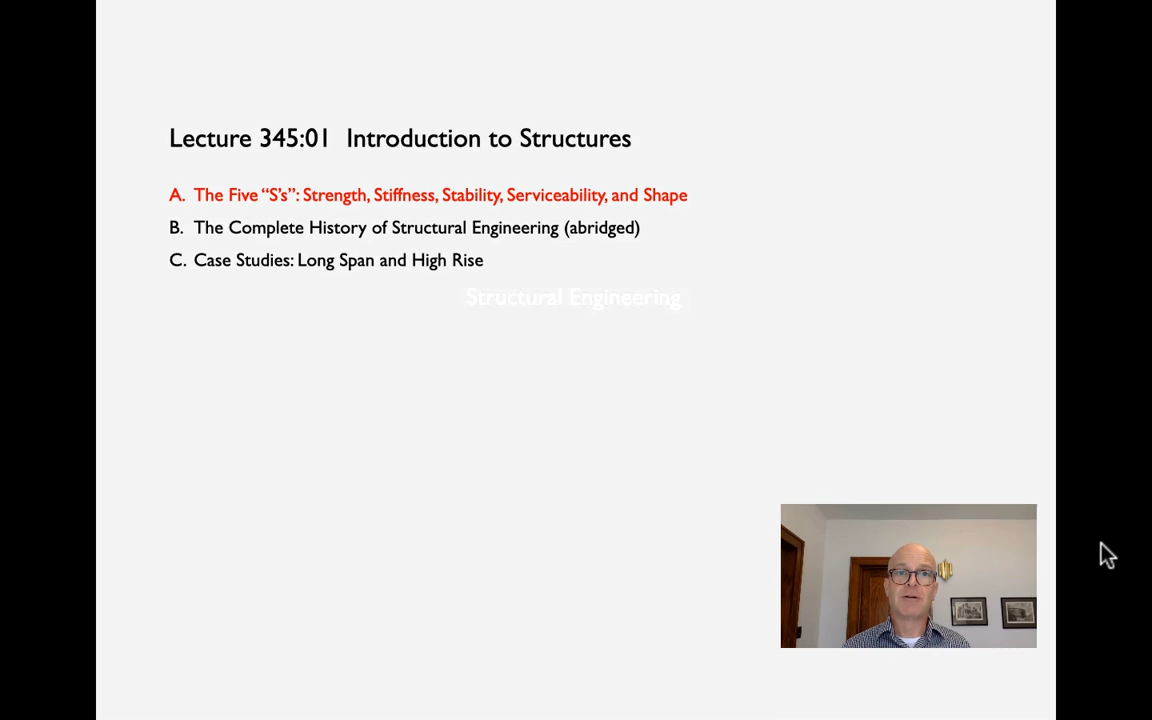 Lecture 345:01 Introduction to Structures
A. The Five “S’s”: Strength, Stiffness, Stability, Serviceability, and Shape
B. The Complete History of Structural Engineering (abridged)
C. Case Studies: Long Span and High Rise
Structural Engineering